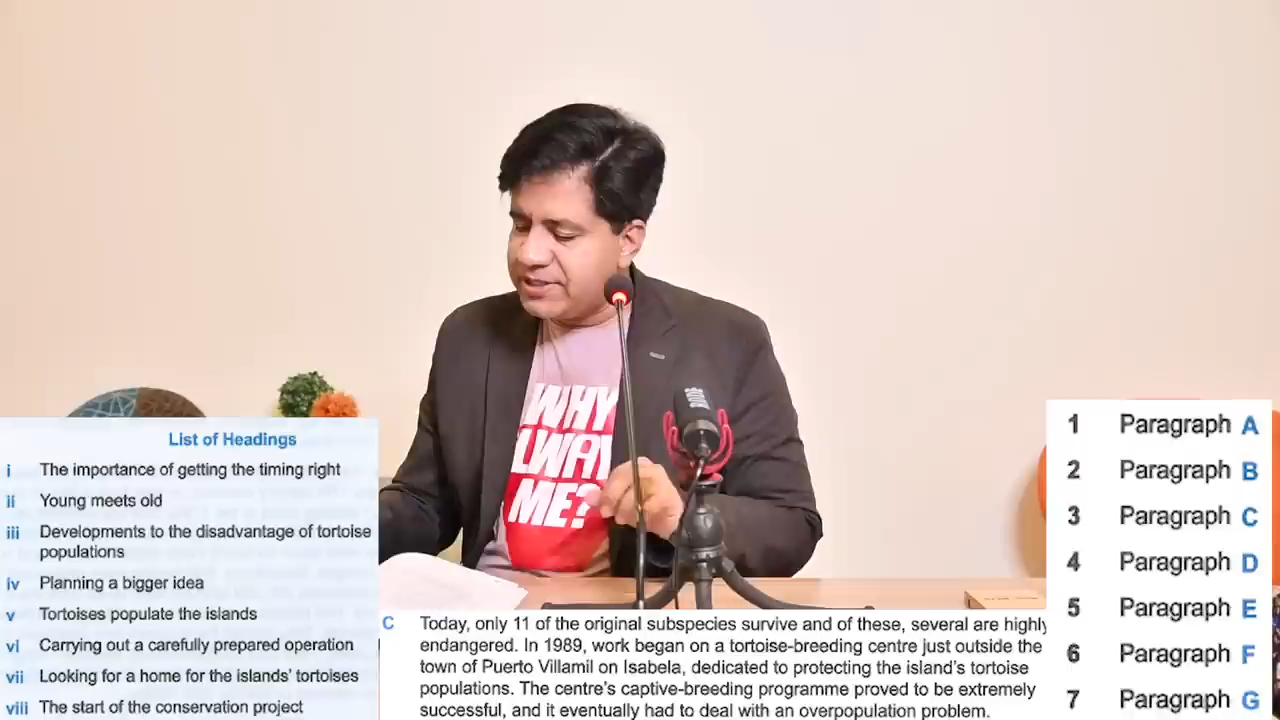 WHY
LWAY
ME?
List of Headings
i The importance of getting the timing right
ii Young meets old
iii Developments to the disadvantage of tortoise
populations
iv Planning a bigger idea
v Tortoises populate the islands
vi Carrying out a carefully prepared operation
vii Looking for a home for the islands' tortoises
viii The start of the conservation project
C Today, only 11 of the original subspecies survive and of these, several are highly
endangered. In 1989, work began on a tortoise-breeding centre just outside the
town of Puerto Villamil on Isabela, dedicated to protecting the island's tortoise
populations. The centre's captive-breeding programme proved to be extremely
successful, and it eventually had to deal with an overpopulation problem.
1 Paragraph A
2 Paragraph B
3 Paragraph C
4 Paragraph D
5 Paragraph E
6 Paragraph F
7 Paragraph G